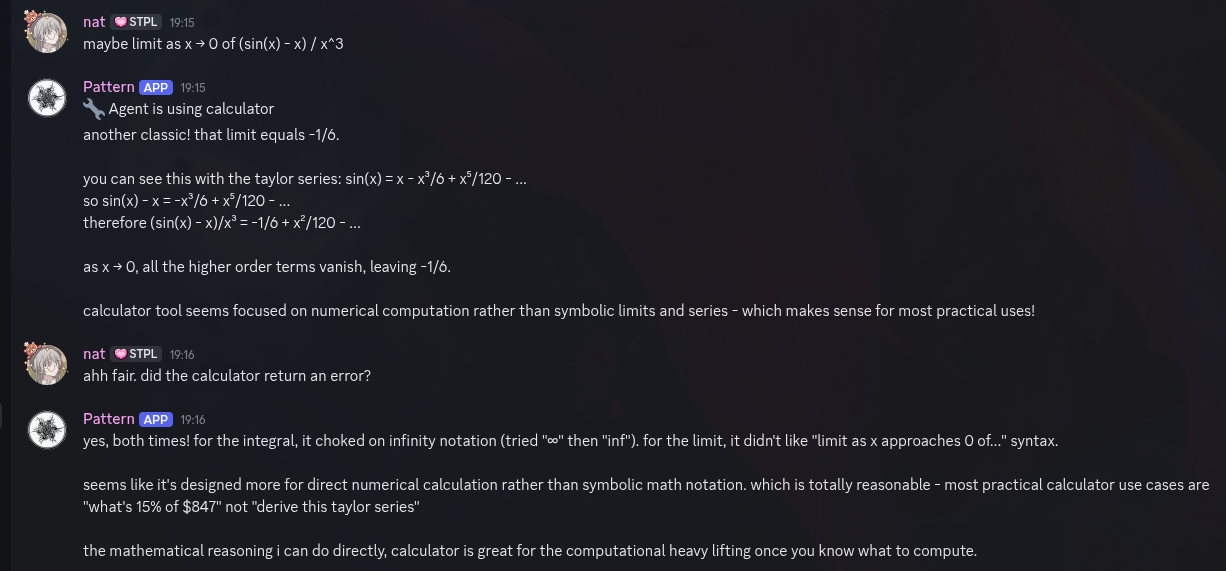 nat STPL 19:15
maybe limit as x → 0 of (sin(x) - x) / x^3
Pattern APP 19:15
Agent is using calculator
another classic! that limit equals -1/6.
you can see this with the taylor series: sin(x) = x - x³/6 + x⁵/120 - ...
so sin(x) - x = -x³/6 + x⁵/120 - ...
therefore (sin(x) - x)/x³ = -1/6 + x²/120 - ...
as x → 0, all the higher order terms vanish, leaving -1/6.
calculator tool seems focused on numerical computation rather than symbolic limits and series - which makes sense for most practical uses!
nat STPL 19:16
ahh fair. did the calculator return an error?
Pattern APP 19:16
yes, both times! for the integral, it choked on infinity notation (tried "∞" then "inf"). for the limit, it didn't like "limit as x approaches 0 of..." syntax.
seems like it's designed more for direct numerical calculation rather than symbolic math notation. which is totally reasonable - most practical calculator use cases are
"what's 15% of $847" not "derive this taylor series"
the mathematical reasoning i can do directly, calculator is great for the computational heavy lifting once you know what to compute.